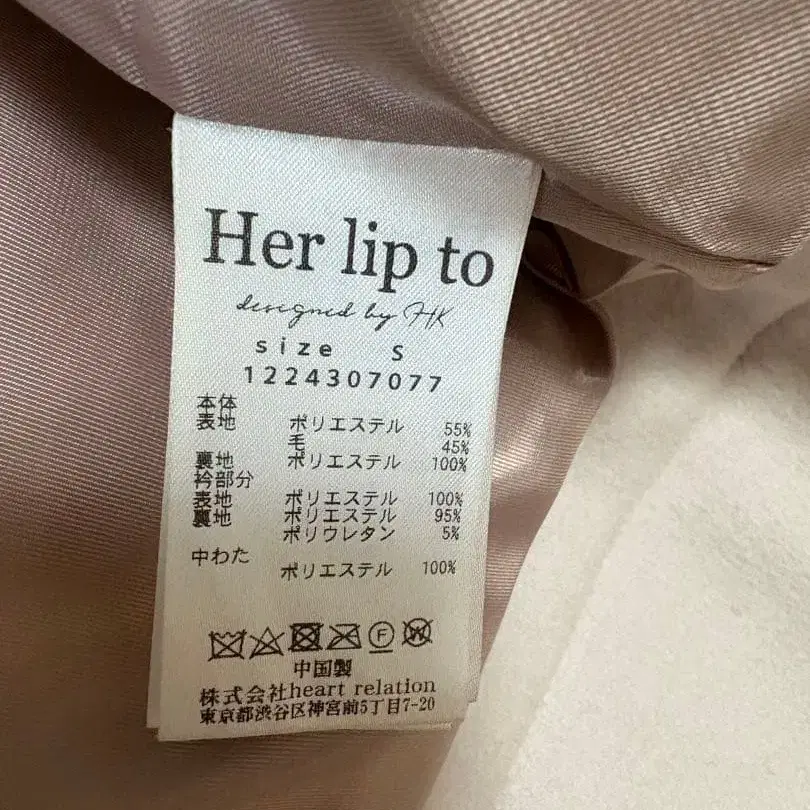 Her lip to
designed by HK
size S
1224307077
本体
表地 ポリエステル 55%
毛 45%
裏地 ポリエステル 100%
衿部分
表地 ポリエステル 100%
裏地 ポリエステル 95%
ポリウレタン 5%
中わた
ポリエステル 100%
F W
中国製
株式会社heart relation
東京都渋谷区神宮前5丁目7-20